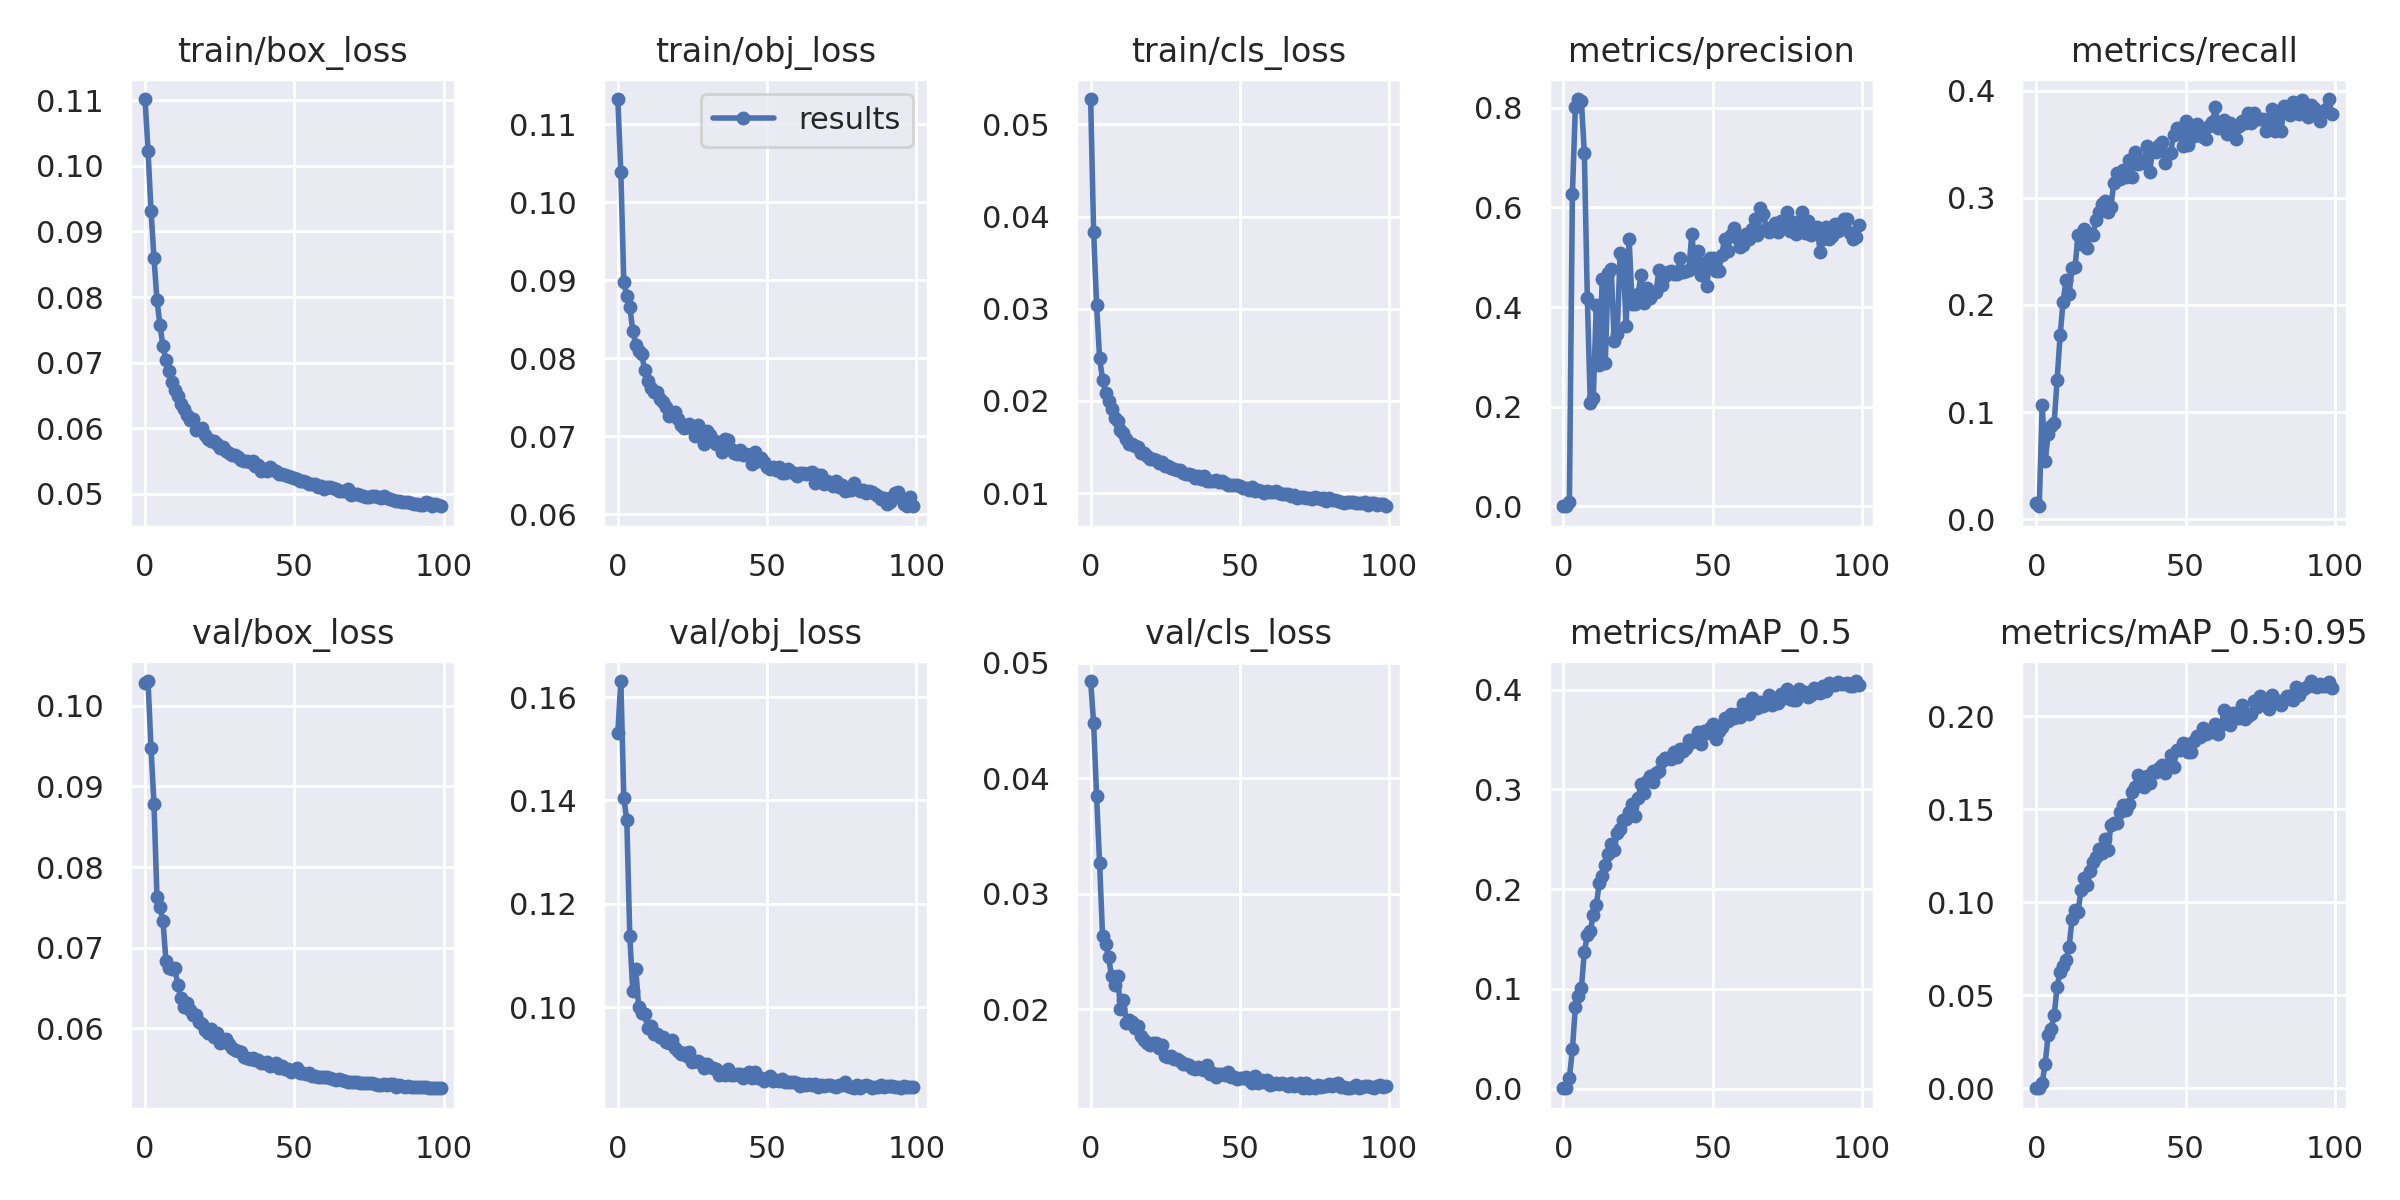 train/box_loss
0.11
0.10
0.09
0.08
0.07
0.06
0.05
0 50 100
train/obj_loss
results
0.11
0.10
0.09
0.08
0.07
0.06
0 50 100
train/cls_loss
0.05
0.04
0.03
0.02
0.01
0 50 100
metrics/precision
0.8
0.6
0.4
0.2
0.0
0 50 100
metrics/recall
0.4
0.3
0.2
0.1
0.0
0 50 100
val/box_loss
0.10
0.09
0.08
0.07
0.06
0 50 100
val/obj_loss
0.16
0.14
0.12
0.10
0 50 100
val/cls_loss
0.05
0.04
0.03
0.02
0 50 100
metrics/mAP_0.5
0.4
0.3
0.2
0.1
0.0
0 50 100
metrics/mAP_0.5:0.95
0.20
0.15
0.10
0.05
0.00
0 50 100